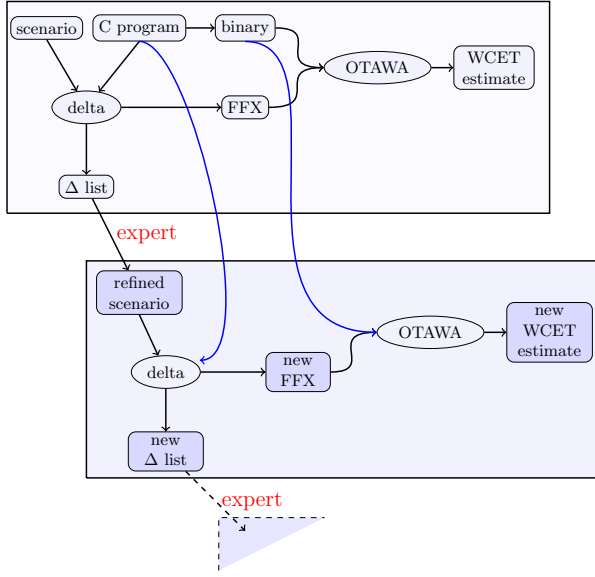 scenario
C program
binary
OTAWA
WCET
estimate
delta
FFX
Δ list
expert
refined
scenario
OTAWA
new
WCET
estimate
delta
new
FFX
new
Δ list
expert